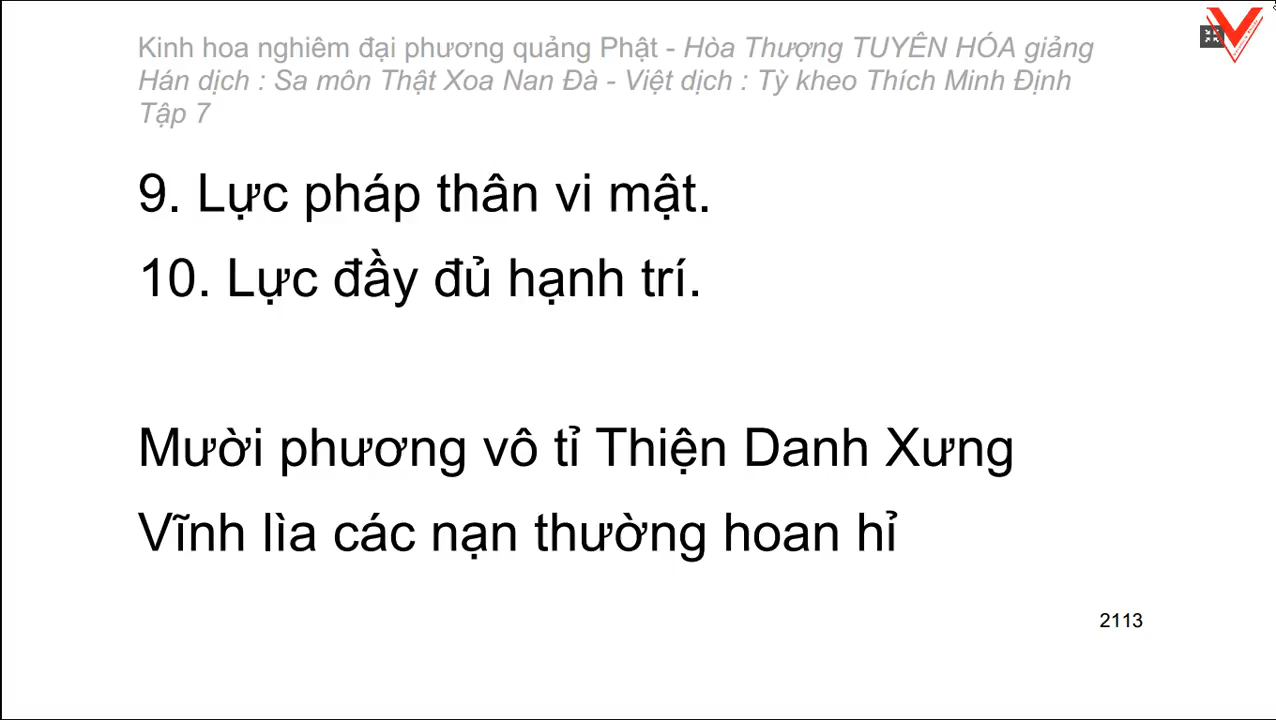 Kinh hoa nghiêm đại phương quảng Phật - Hòa Thượng TUYÊN HÓA giảng
Hán dịch : Sa môn Thật Xoa Nan Đà - Việt dịch : Tỳ kheo Thích Minh Định
Tập 7
9. Lực pháp thân vi mật.
10. Lực đầy đủ hạnh trí.
Mười phương vô tỉ Thiện Danh Xưng
Vĩnh lìa các nạn thường hoan hỉ
2113